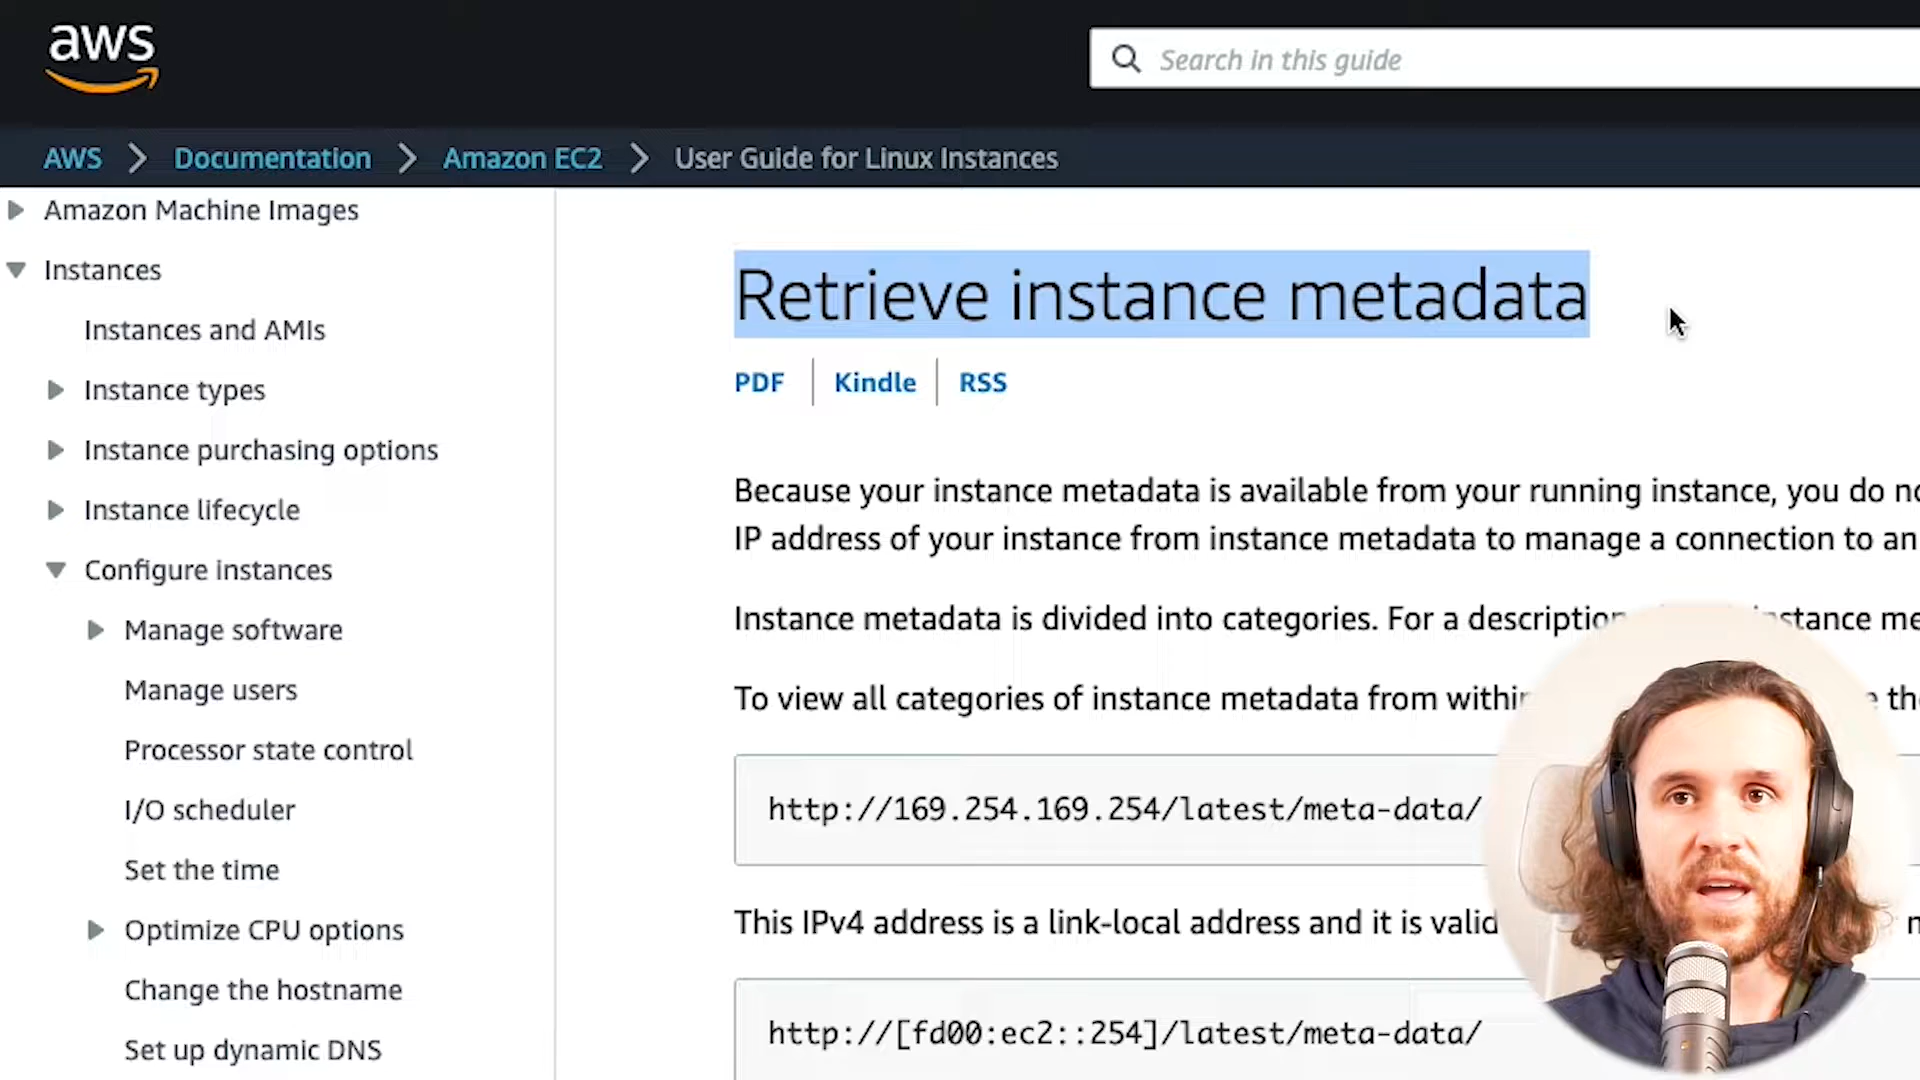 aws
Search in this guide
AWS > Documentation > Amazon EC2 > User Guide for Linux Instances
Amazon Machine Images
Instances
Instances and AMIs
Instance types
Instance purchasing options
Instance lifecycle
Configure instances
Manage software
Manage users
Processor state control
I/O scheduler
Set the time
Optimize CPU options
Change the hostname
Set up dynamic DNS
Retrieve instance metadata
PDF | Kindle | RSS
Because your instance metadata is available from your running instance, you do
IP address of your instance from instance metadata to manage a connection to an
Instance metadata is divided into categories. For a description
To view all categories of instance metadata from within
http://169.254.169.254/latest/meta-data/
This IPv4 address is a link-local address and it is valid
http://[fd00:ec2::254]/latest/meta-data/